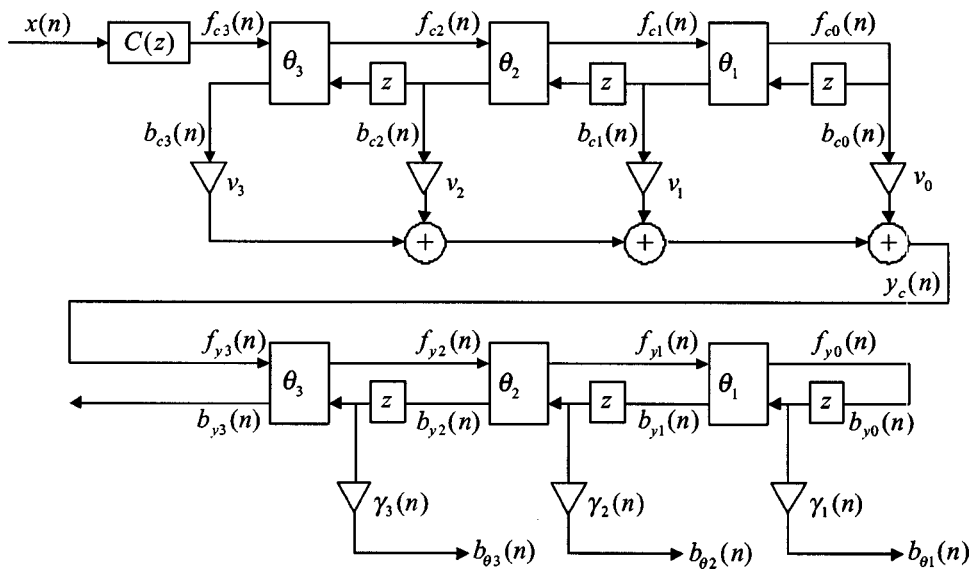 x(n) C(z) f_{c3}(n) θ_3 f_{c2}(n) θ_2 f_{c1}(n) θ_1 f_{c0}(n)
z z z
b_{c3}(n) b_{c2}(n) b_{c1}(n) b_{c0}(n)
v_3 v_2 v_1 v_0
+ + +
y_c(n)
f_{y3}(n) θ_3 f_{y2}(n) θ_2 f_{y1}(n) θ_1 f_{y0}(n)
z z z
b_{y3}(n) b_{y2}(n) b_{y1}(n) b_{y0}(n)
γ_3(n) γ_2(n) γ_1(n)
b_{θ3}(n) b_{θ2}(n) b_{θ1}(n)